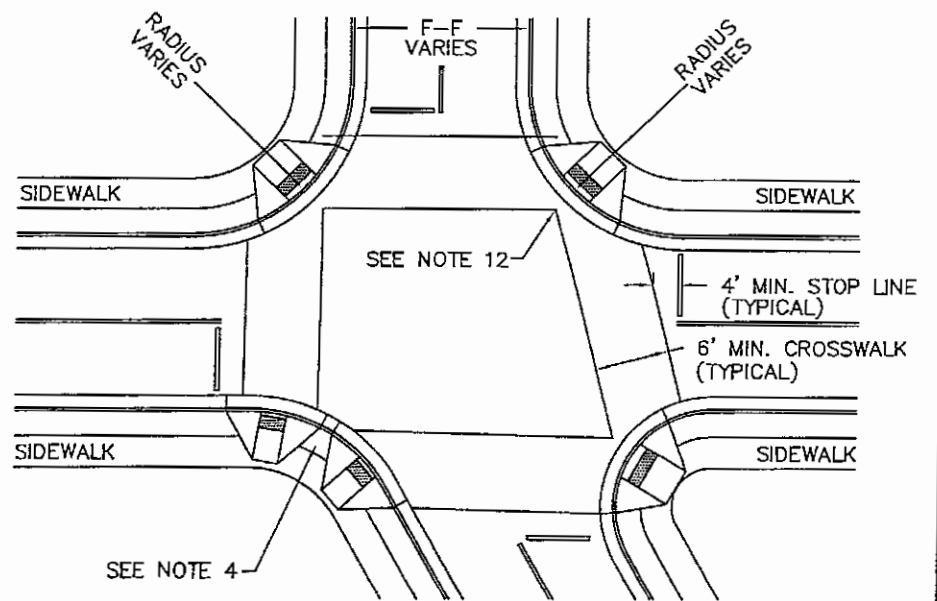 RADIUS
VARIES
F-F
VARIES
RADIUS
VARIES
SIDEWALK
SIDEWALK
SEE NOTE 12
4' MIN. STOP LINE
(TYPICAL)
6' MIN. CROSSWALK
(TYPICAL)
SIDEWALK
SIDEWALK
SEE NOTE 4